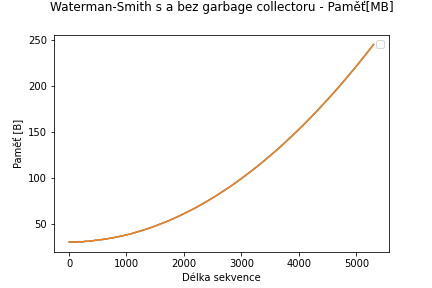 Waterman-Smith s a bez garbage collectoru - Paměť[MB]
250
200
150
100
50
Paměť [B]
0 1000 2000 3000 4000 5000
Délka sekvence